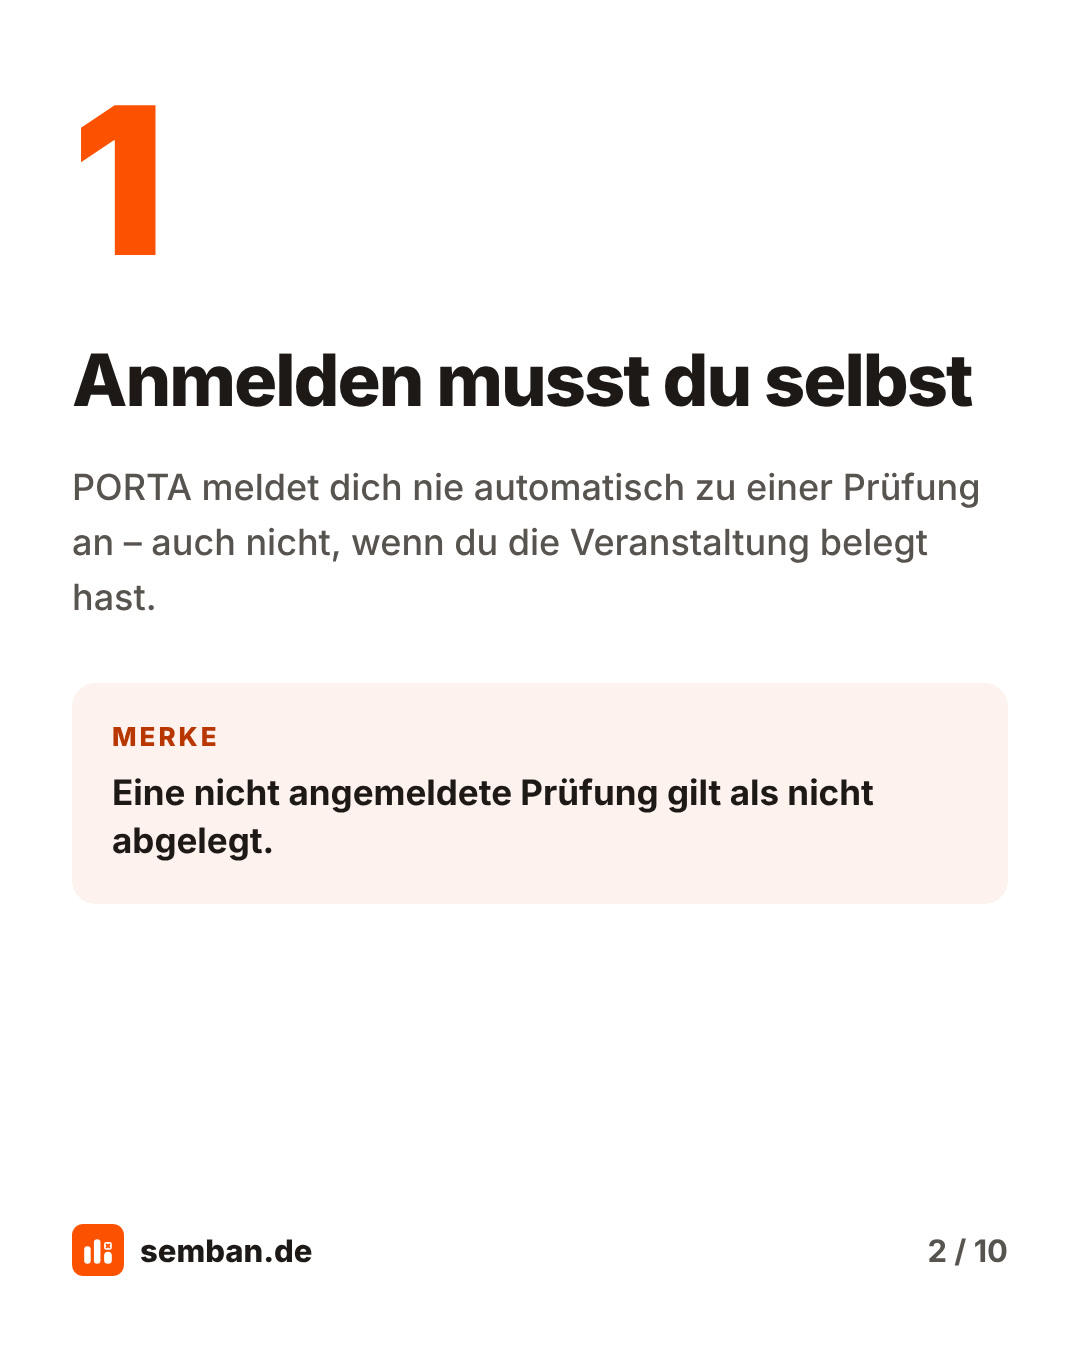 1
Anmelden musst du selbst
PORTA meldet dich nie automatisch zu einer Prüfung
an – auch nicht, wenn du die Veranstaltung belegt
hast.
MERKE
Eine nicht angemeldete Prüfung gilt als nicht
abgelegt.
semban.de
2 / 10